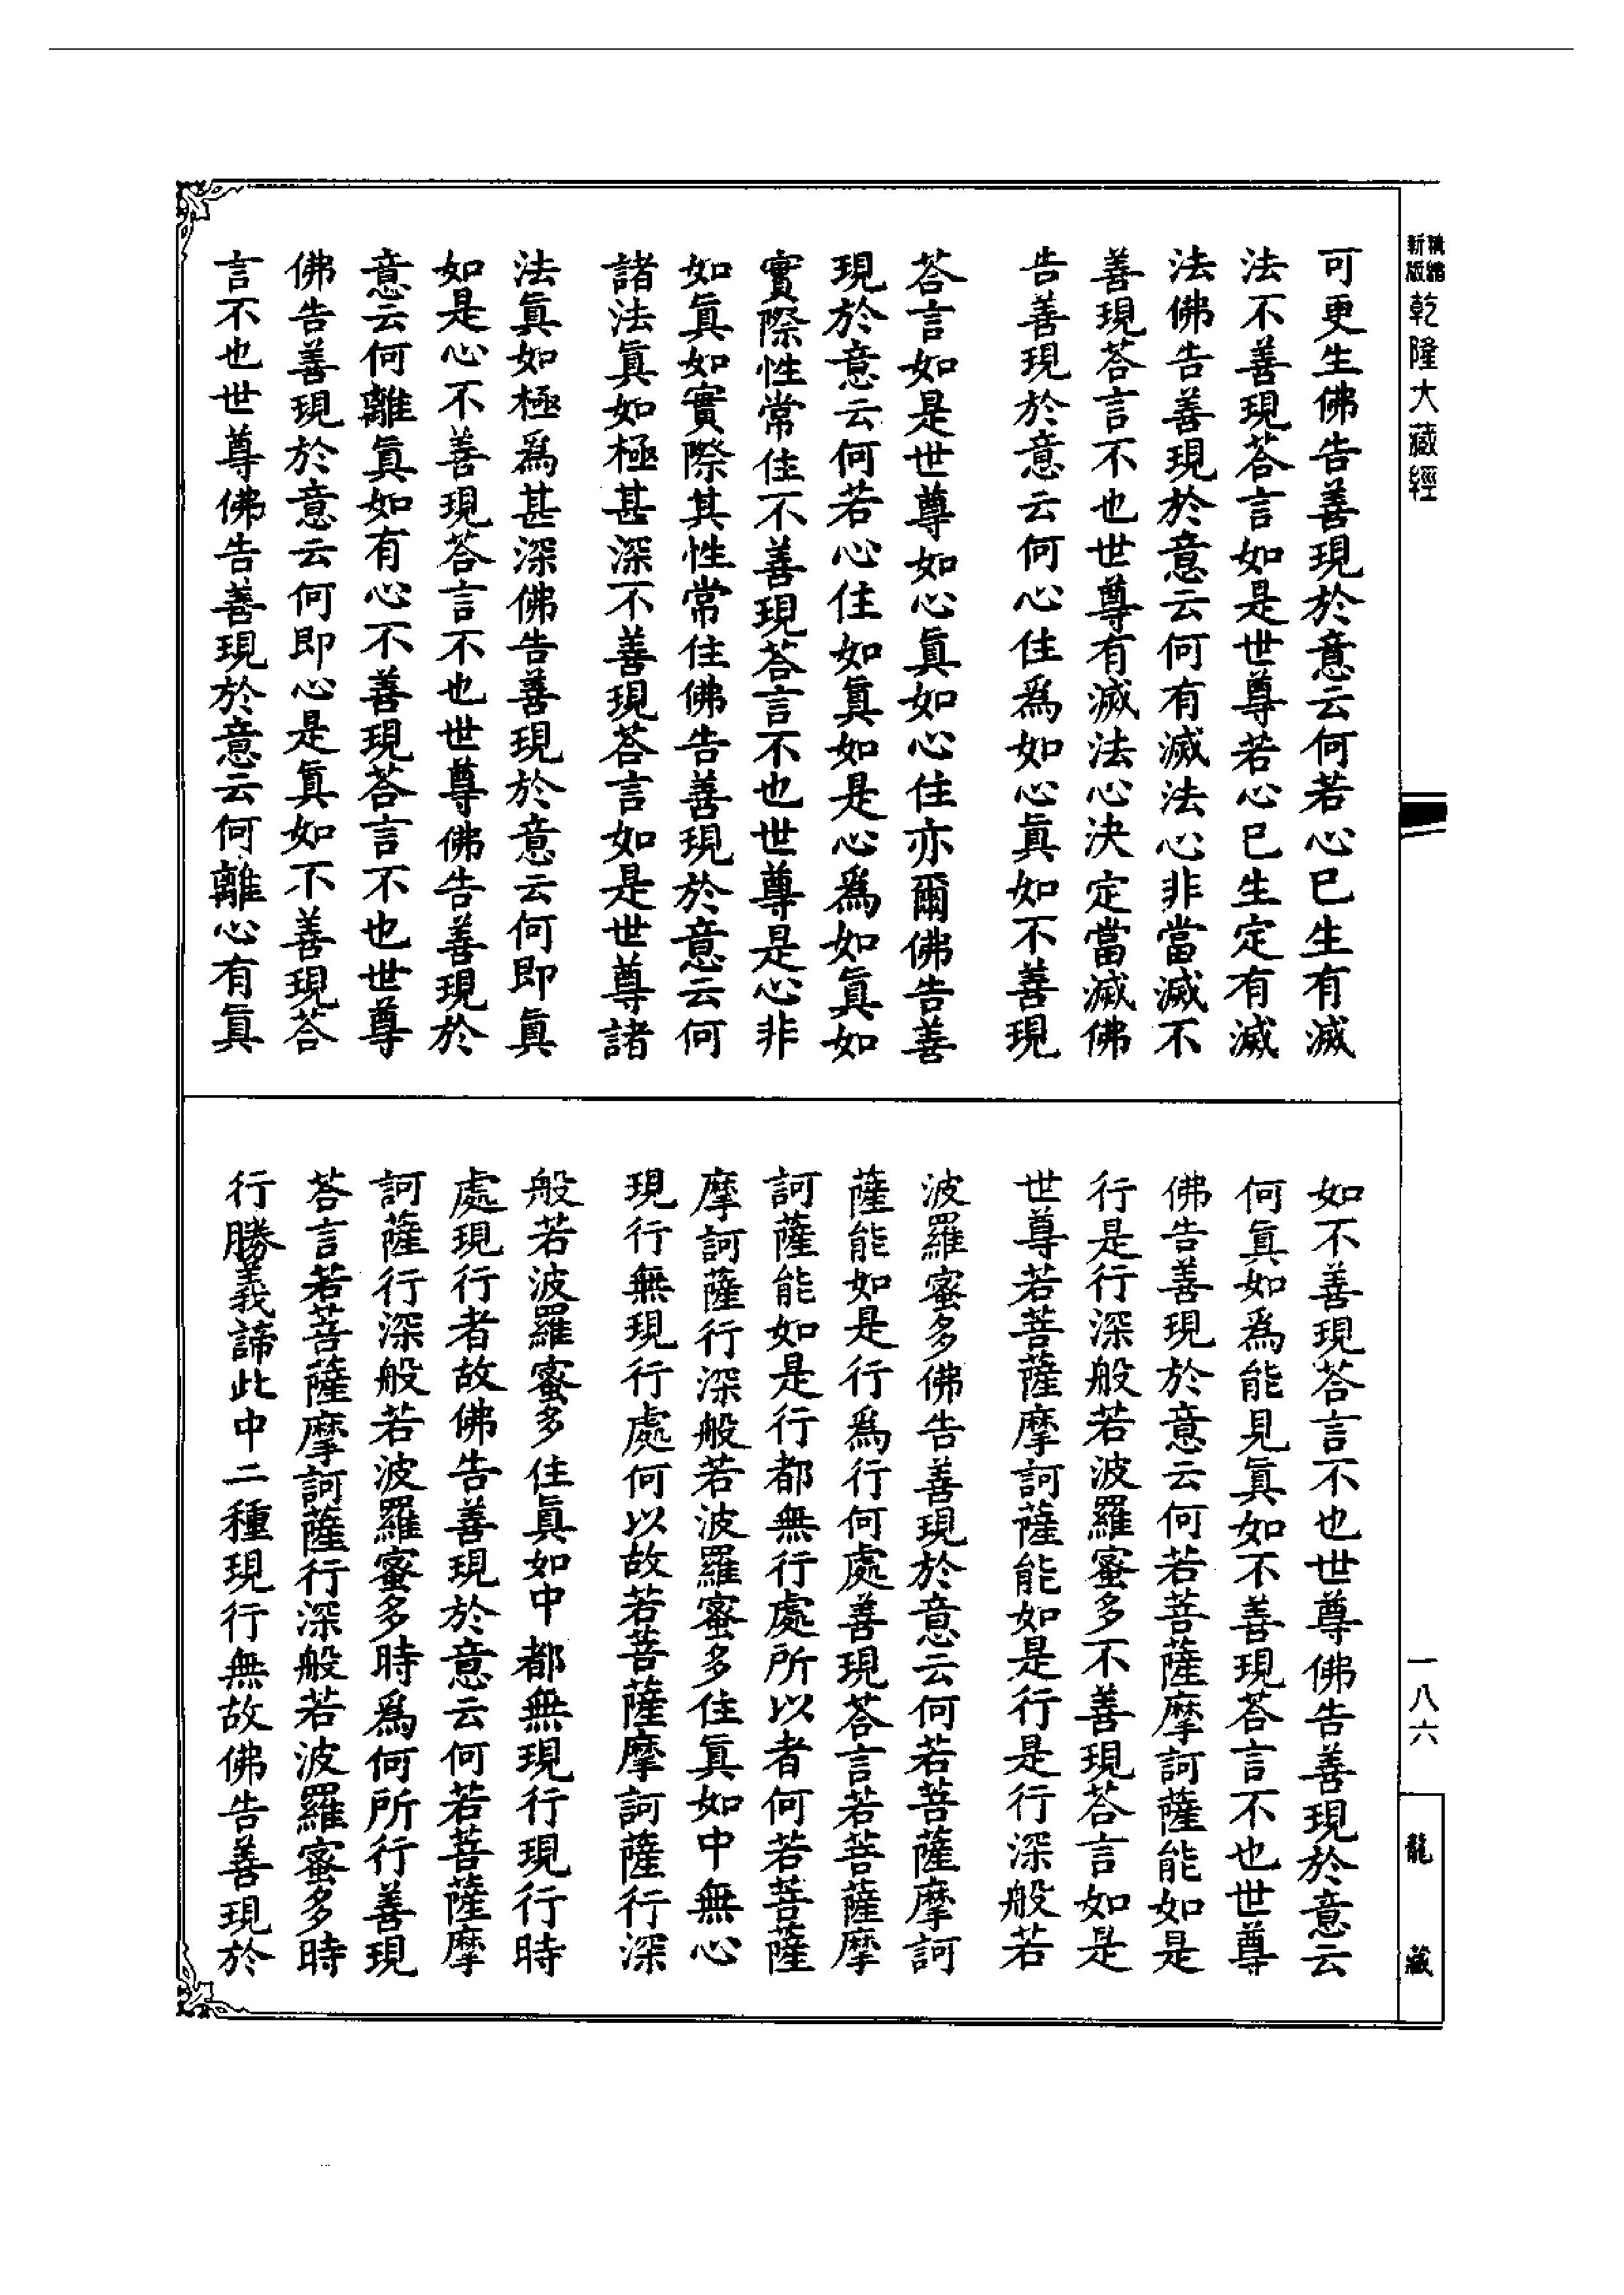 新版
精縮
乾隆大藏經
可更生佛告善現於意云何若心已生有滅
法不善現荅言如是世尊若心已生定有滅
法佛告善現於意云何有滅法心非當滅不
善現荅言不也世尊有滅法心決定當滅佛
告善現於意云何心住爲如心眞如不善現
荅言如是世尊如心眞如心住亦爾佛告善
現於意云何若心住如眞如是心爲如眞如
實際性常住不善現荅言不也世尊是心非
如眞如實際其性常住佛告善現於意云何
諸法眞如極甚深不善現荅言如是世尊諸
法眞如極爲甚深佛告善現於意云何即眞
如是心不善現荅言不也世尊佛告善現於
意云何離眞如有心不善現荅言不也世尊
佛告善現於意云何即心是眞如不善現荅
言不也世尊佛告善現於意云何離心有眞
如不善現荅言不也世尊佛告善現於意云
何眞如爲能見眞如不善現荅言不也世尊
佛告善現於意云何若菩薩摩訶薩能如是
行是行深般若波羅蜜多不善現荅言如是
世尊若菩薩摩訶薩能如是行是行深般若
波羅蜜多佛告善現於意云何若菩薩摩訶
薩能如是行爲行何處善現荅言若菩薩摩
訶薩能如是行都無行處所以者何若菩薩
摩訶薩行深般若波羅蜜多住眞如中無心
現行無現行處何以故若菩薩摩訶薩行深
般若波羅蜜多住眞如中都無現行現行時
處現行者故佛告善現於意云何若菩薩摩
訶薩行深般若波羅蜜多時爲何所行善現
荅言若菩薩摩訶薩行深般若波羅蜜多時
行勝義諦此中二種現行無故佛告善現於
一八六
龍藏